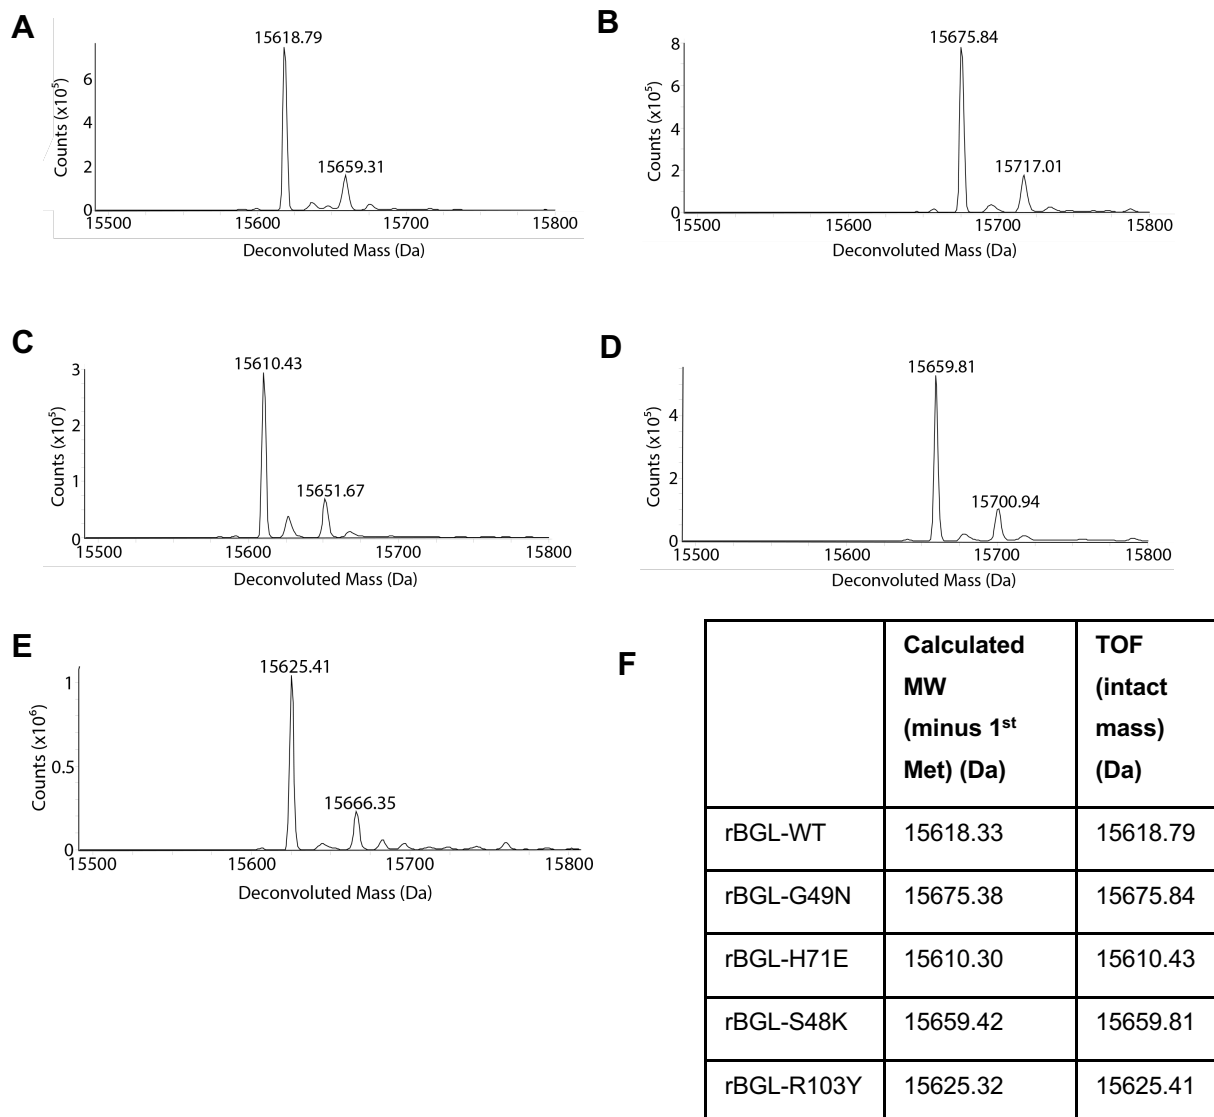 A
15618.79
15659.31
Counts (x10⁵)
6
4
2
0
15500 15600 15700 15800
Deconvoluted Mass (Da)
B
15675.84
15717.01
Counts (x10⁵)
8
6
4
2
0
15500 15600 15700 15800
Deconvoluted Mass (Da)
C
15610.43
15651.67
Counts (x10⁵)
3
2
1
0
15500 15600 15700 15800
Deconvoluted Mass (Da)
D
15659.81
15700.94
Counts (x10⁵)
4
2
0
15500 15600 15700 15800
Deconvoluted Mass (Da)
E
15625.41
15666.35
Counts (x10⁶)
1
0.5
0
15500 15600 15700 15800
Deconvoluted Mass (Da)
F
Calculated
MW
(minus 1ˢᵗ
Met) (Da)
TOF
(intact
mass)
(Da)
rBGL-WT 15618.33 15618.79
rBGL-G49N 15675.38 15675.84
rBGL-H71E 15610.30 15610.43
rBGL-S48K 15659.42 15659.81
rBGL-R103Y 15625.32 15625.41